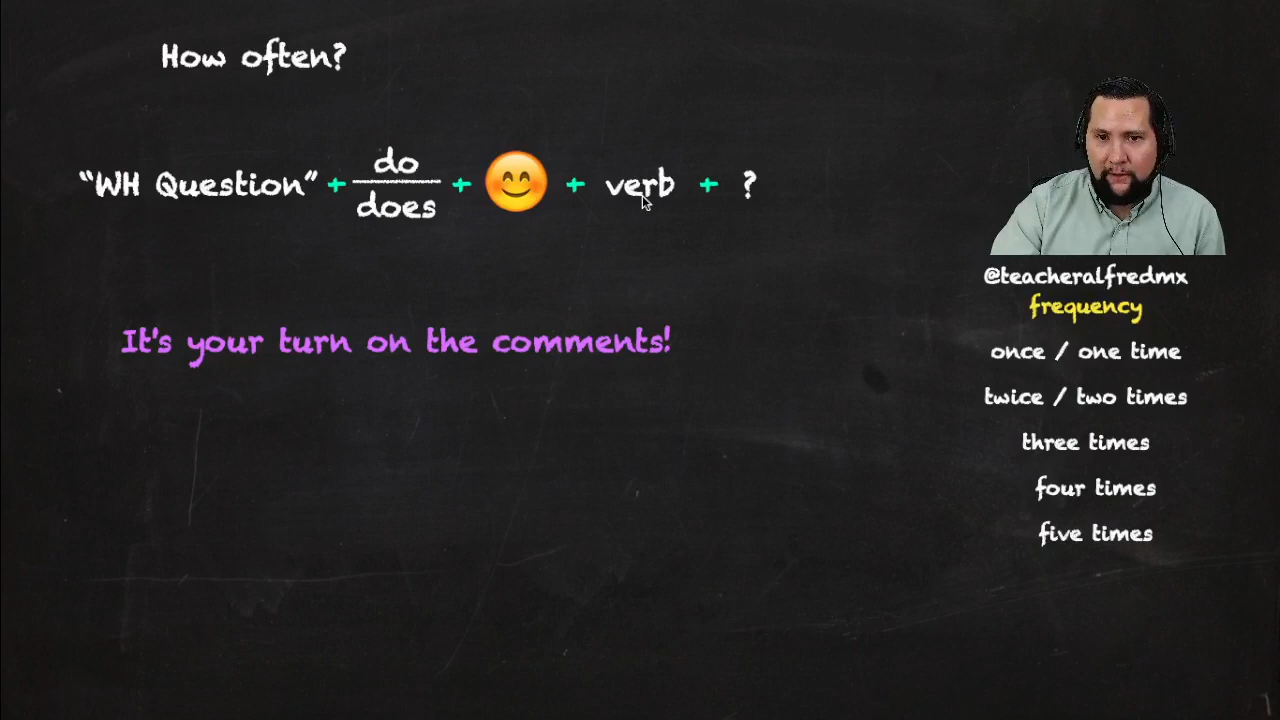 How often?
"WH Question" + do / does + 😊 + verb + ?
It's your turn on the comments!
@teacheralfredmx
frequency
once / one time
twice / two times
three times
four times
five times